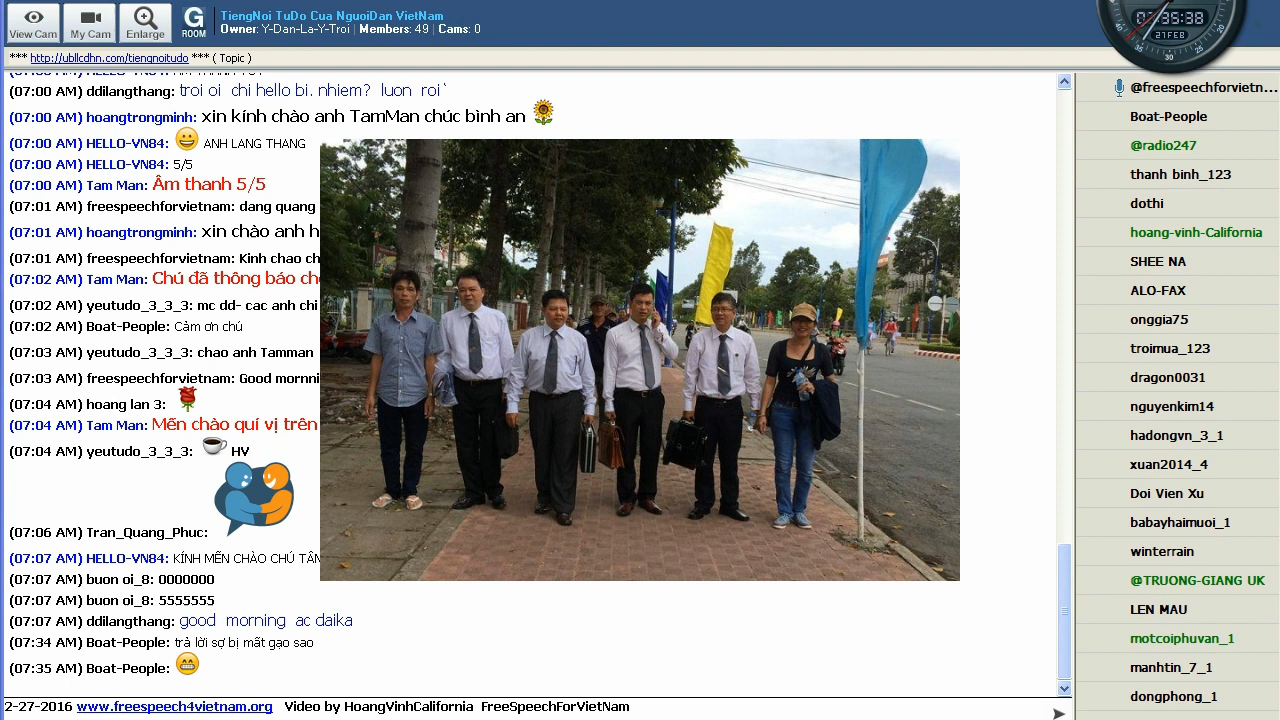 View Cam
My Cam
Enlarge
G
ROOM
TiengNoi TuDo Cua NguoiDan VietNam
Owner: Y-Dan-La-Y-Troi | Members: 49 | Cams: 0
35:38
27FEB
30
*** http://ubllcdhn.com/tiengnoitudo *** ( Topic )
(07:00 AM) ddilangthang: troi oi chi hello bi. nhiem? luon roi`
(07:00 AM) hoangtrongminh: xin kính chào anh TamMan chúc bình an
(07:00 AM) HELLO-VN84: ANH LANG THANG
(07:00 AM) HELLO-VN84: 5/5
(07:00 AM) Tam Man: Âm thanh 5/5
(07:01 AM) freespeechforvietnam: dang quang
(07:01 AM) hoangtrongminh: xin chào anh h
(07:01 AM) freespeechforvietnam: Kinh chao ch
(07:02 AM) Tam Man: Chú đã thông báo ch
(07:02 AM) yeutudo_3_3_3: mc dd- cac anh chi
(07:02 AM) Boat-People: Cảm ơn chú
(07:03 AM) yeutudo_3_3_3: chao anh Tamman
(07:03 AM) freespeechforvietnam: Good mornni
(07:04 AM) hoang lan 3:
(07:04 AM) Tam Man: Mến chào quí vị trên
(07:04 AM) yeutudo_3_3_3: HV
(07:06 AM) Tran_Quang_Phuc:
(07:07 AM) HELLO-VN84: KÍNH MẾN CHÀO CHÚ TÂM
(07:07 AM) buon oi_8: 0000000
(07:07 AM) buon oi_8: 5555555
(07:07 AM) ddilangthang: good morning ac daika
(07:34 AM) Boat-People: trả lời sợ bị mất gạo sao
(07:35 AM) Boat-People:
@freespeechforvietn...
Boat-People
@radio247
thanh binh_123
dothi
hoang-vinh-California
SHEE NA
ALO-FAX
onggia75
troimua_123
dragon0031
nguyenkim14
hadongvn_3_1
xuan2014_4
Doi Vien Xu
babayhaimuoi_1
winterrain
@TRUONG-GIANG UK
LEN MAU
motcoiphuvan_1
manhtin_7_1
dongphong_1
2-27-2016 www.freespeech4vietnam.org Video by HoangVinhCalifornia FreeSpeechForVietNam